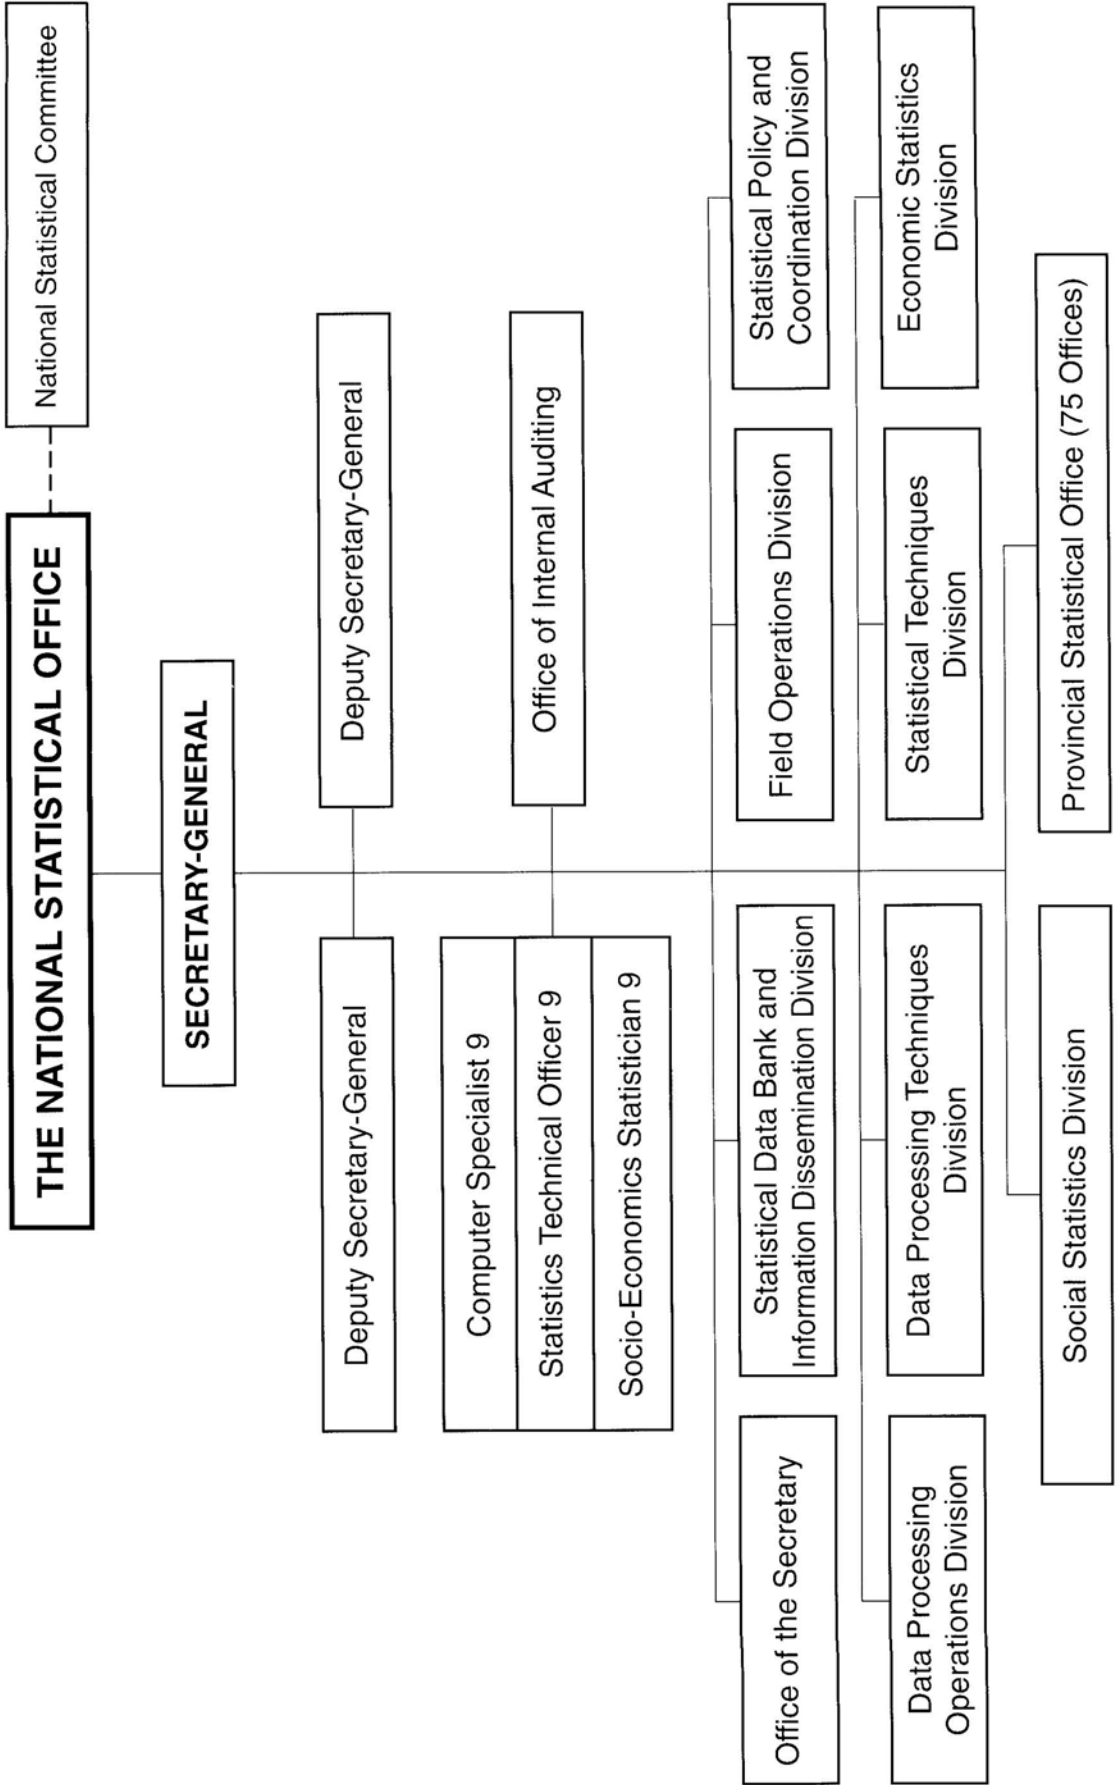 THE NATIONAL STATISTICAL OFFICE
National Statistical Committee
SECRETARY-GENERAL
Deputy Secretary-General
Deputy Secretary-General
Computer Specialist 9
Statistics Technical Officer 9
Socio-Economics Statistician 9
Office of Internal Auditing
Office of the Secretary
Statistical Data Bank and
Information Dissemination Division
Field Operations Division
Statistical Policy and
Coordination Division
Data Processing
Operations Division
Data Processing Techniques
Division
Statistical Techniques
Division
Economic Statistics
Division
Social Statistics Division
Provincial Statistical Office (75 Offices)